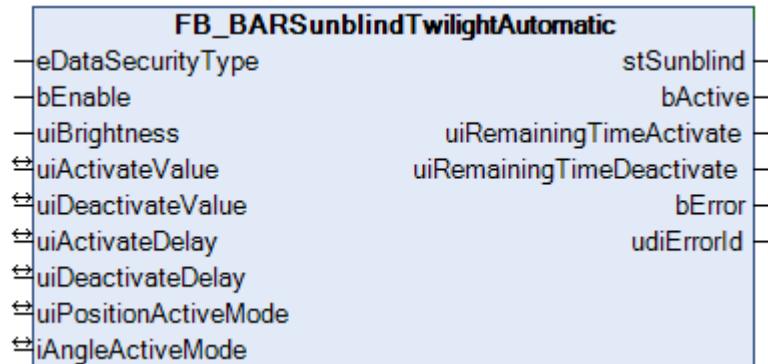 FB_BARSunblindTwilightAutomatic
eDataSecurityType stSunblind
bEnable bActive
uiBrightness uiRemainingTimeActivate
uiActivateValue uiRemainingTimeDeactivate
uiDeactivateValue bError
uiActivateDelay udiErrorId
uiDeactivateDelay
uiPositionActiveMode
iAngleActiveMode